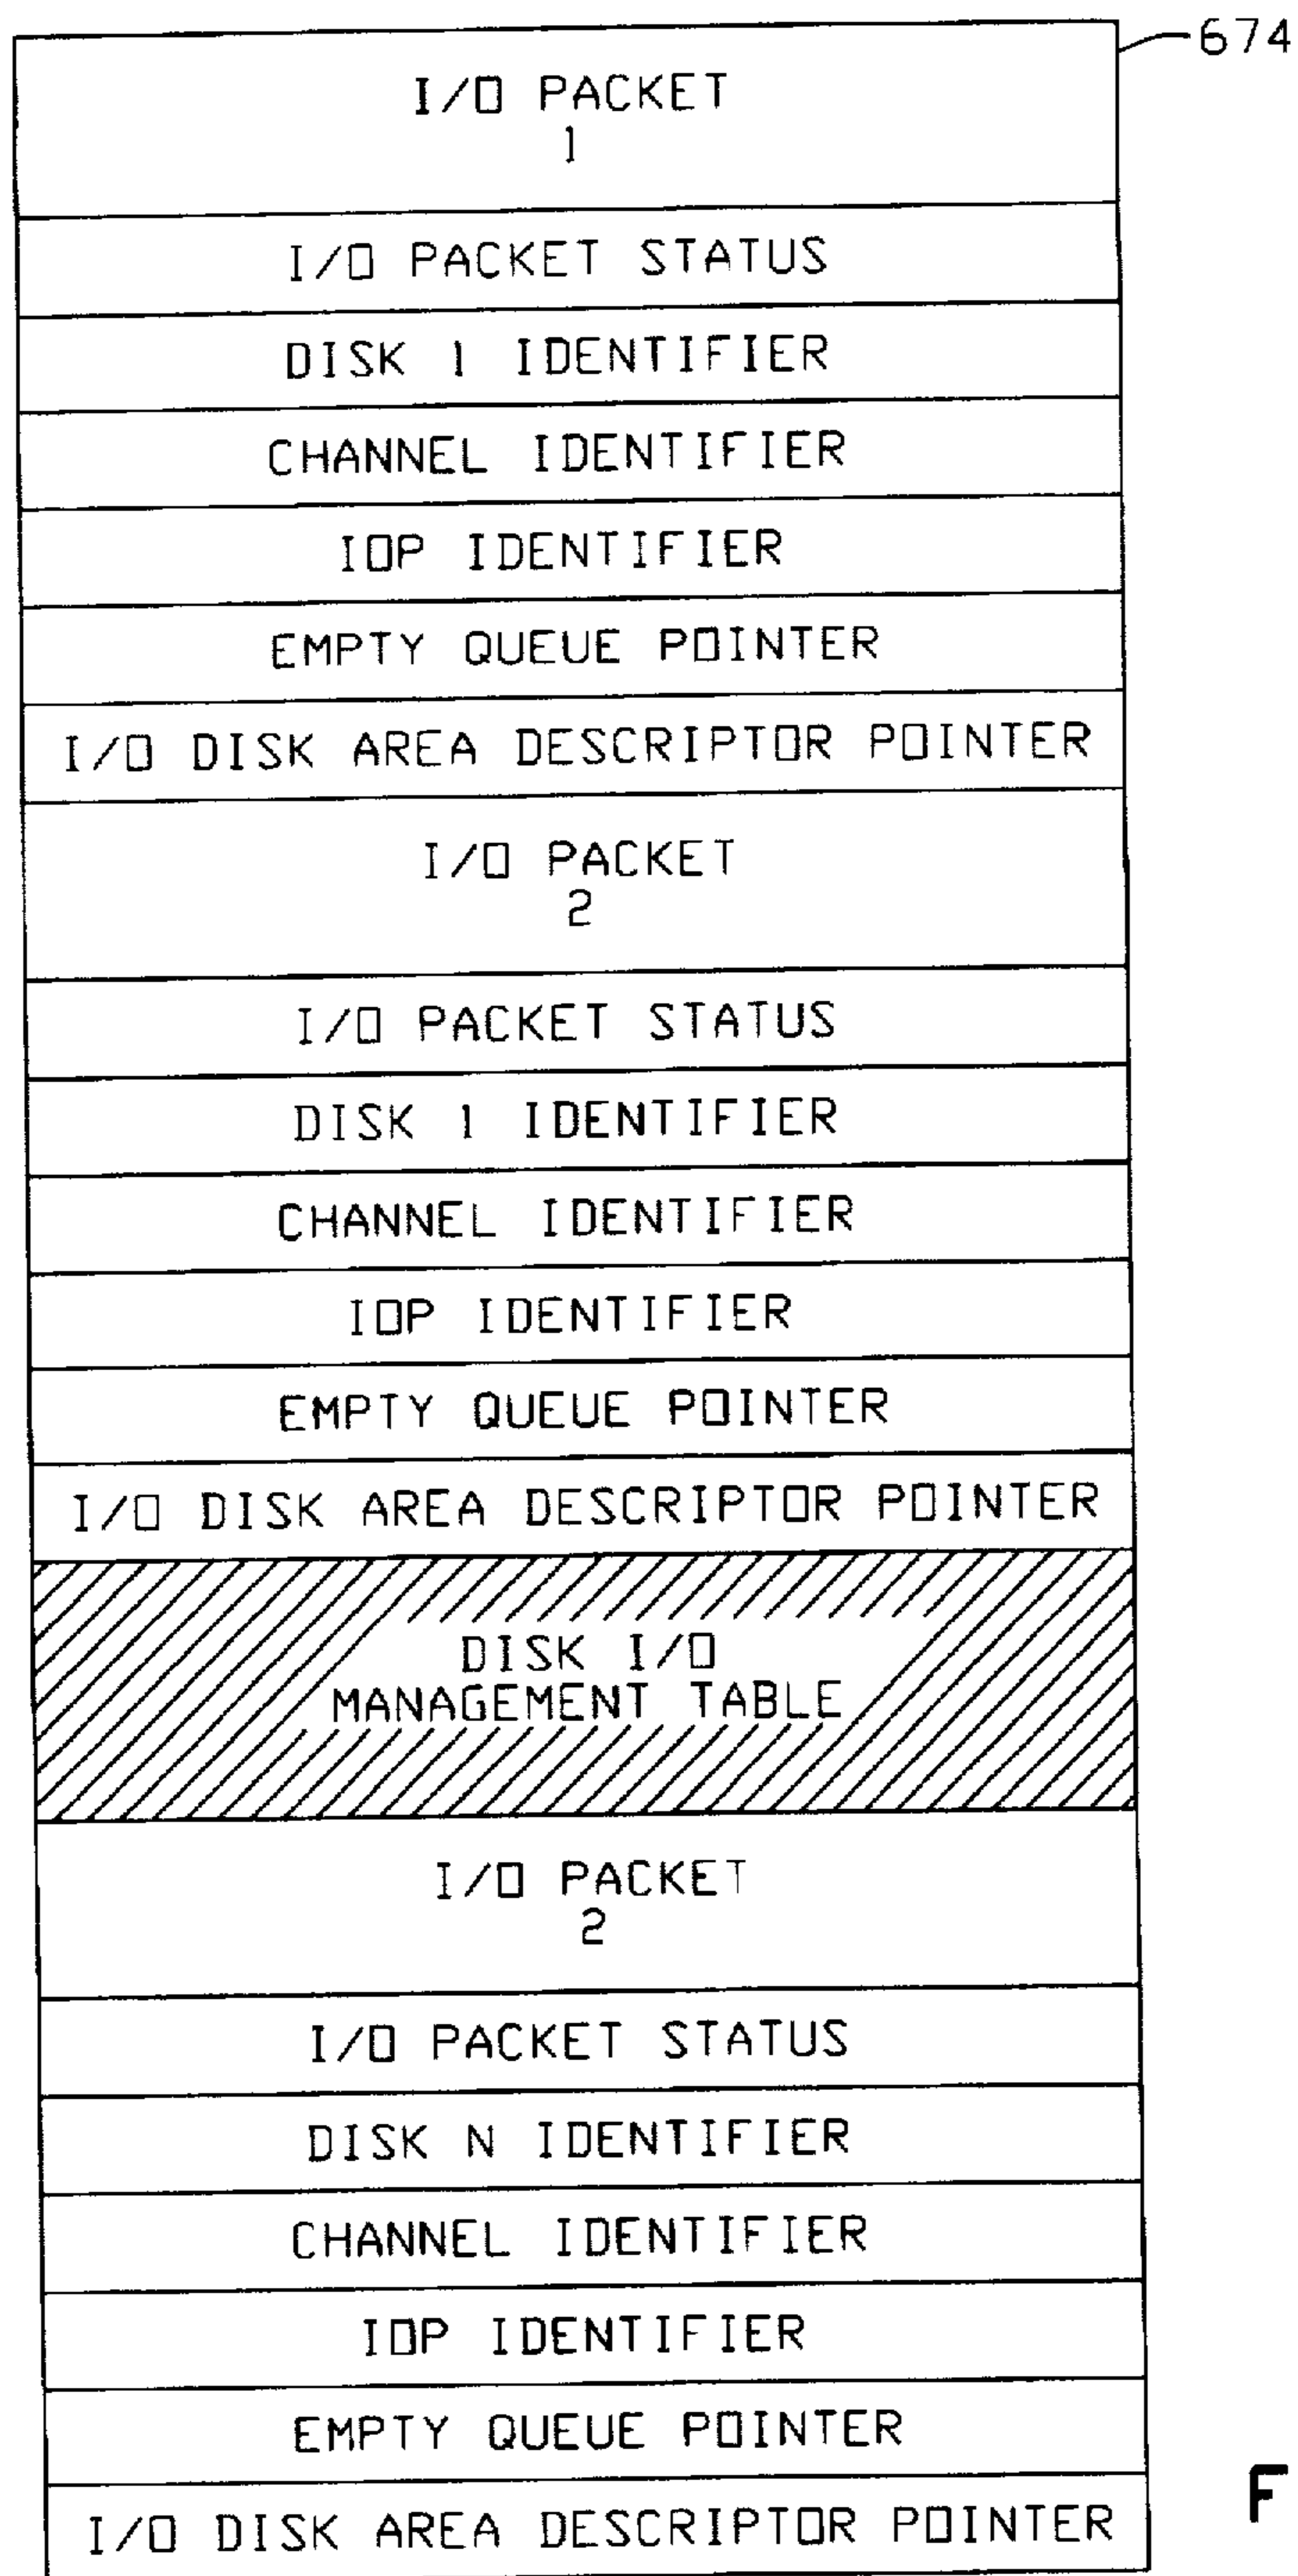 674
I/O PACKET
1
I/O PACKET STATUS
DISK 1 IDENTIFIER
CHANNEL IDENTIFIER
IOP IDENTIFIER
EMPTY QUEUE POINTER
I/O DISK AREA DESCRIPTOR POINTER
I/O PACKET
2
I/O PACKET STATUS
DISK 1 IDENTIFIER
CHANNEL IDENTIFIER
IOP IDENTIFIER
EMPTY QUEUE POINTER
I/O DISK AREA DESCRIPTOR POINTER
DISK I/O
MANAGEMENT TABLE
I/O PACKET
2
I/O PACKET STATUS
DISK N IDENTIFIER
CHANNEL IDENTIFIER
IOP IDENTIFIER
EMPTY QUEUE POINTER
I/O DISK AREA DESCRIPTOR POINTER
F